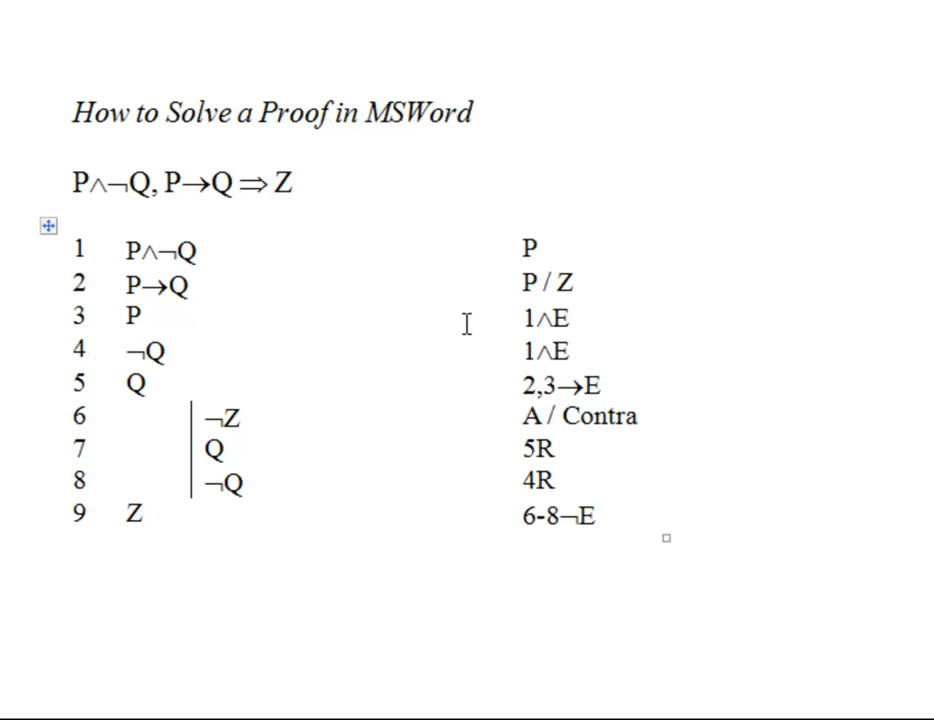 How to Solve a Proof in MSWord
P∧¬Q, P→Q⇒Z
1 P∧¬Q P
2 P→Q P / Z
3 P 1∧E
4 ¬Q 1∧E
5 Q 2,3→E
6 ¬Z A / Contra
7 Q 5R
8 ¬Q 4R
9 Z 6-8¬E